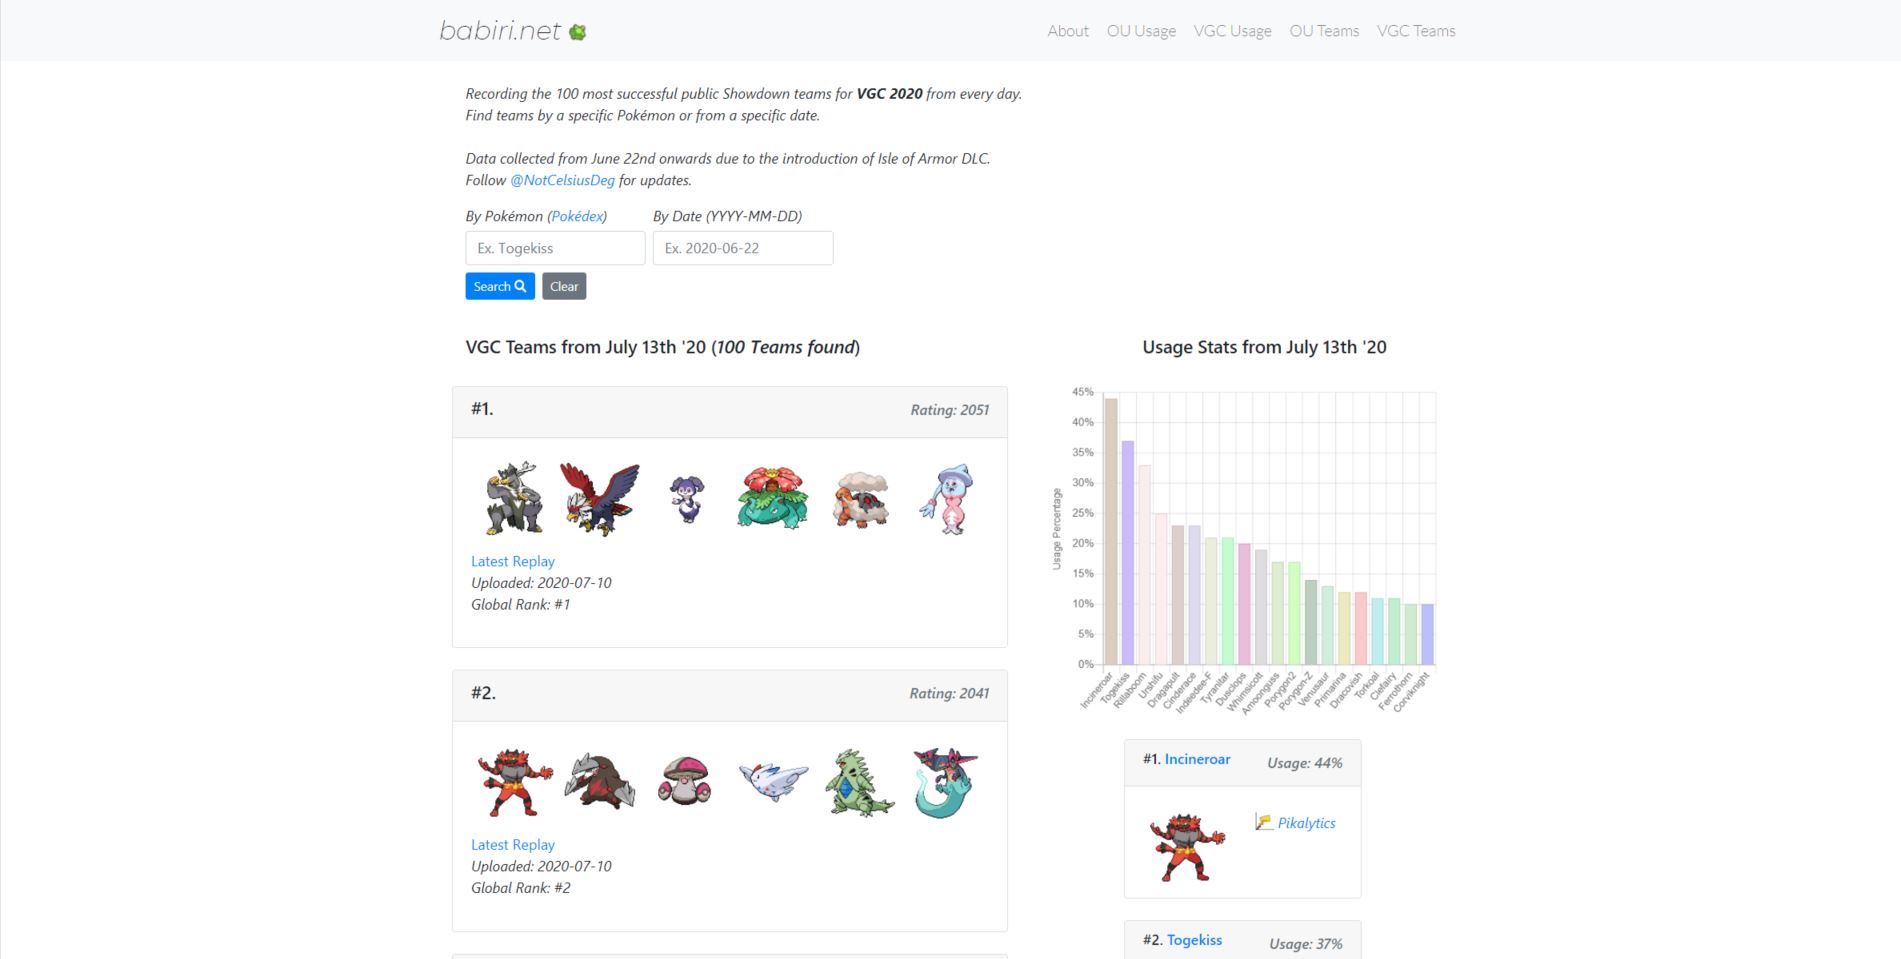 babiri.net
About OU Usage VGC Usage OU Teams VGC Teams
Recording the 100 most successful public Showdown teams for VGC 2020 from every day.
Find teams by a specific Pokémon or from a specific date.
Data collected from June 22nd onwards due to the introduction of Isle of Armor DLC.
Follow @NotCelsiusDeg for updates.
By Pokémon (Pokédex) By Date (YYYY-MM-DD)
Ex. Togekiss Ex. 2020-06-22
Search Clear
VGC Teams from July 13th '20 (100 Teams found)
#1. Rating: 2051
Latest Replay
Uploaded: 2020-07-10
Global Rank: #1
#2. Rating: 2041
Latest Replay
Uploaded: 2020-07-10
Global Rank: #2
Usage Stats from July 13th '20
45%
40%
35%
30%
25%
20%
15%
10%
5%
0%
Usage Percentage
Incineroar
Togekiss
Rillaboom
Urshifu
Dragapult
Cinderace
Indeedee-F
Tyranitar
Dusclops
Whimsicott
Amoonguss
Porygon2
Porygon-Z
Venusaur
Primarina
Dracovish
Torkoal
Clefairy
Ferrothorn
Corviknight
#1. Incineroar Usage: 44%
Pikalytics
#2. Togekiss Usage: 37%